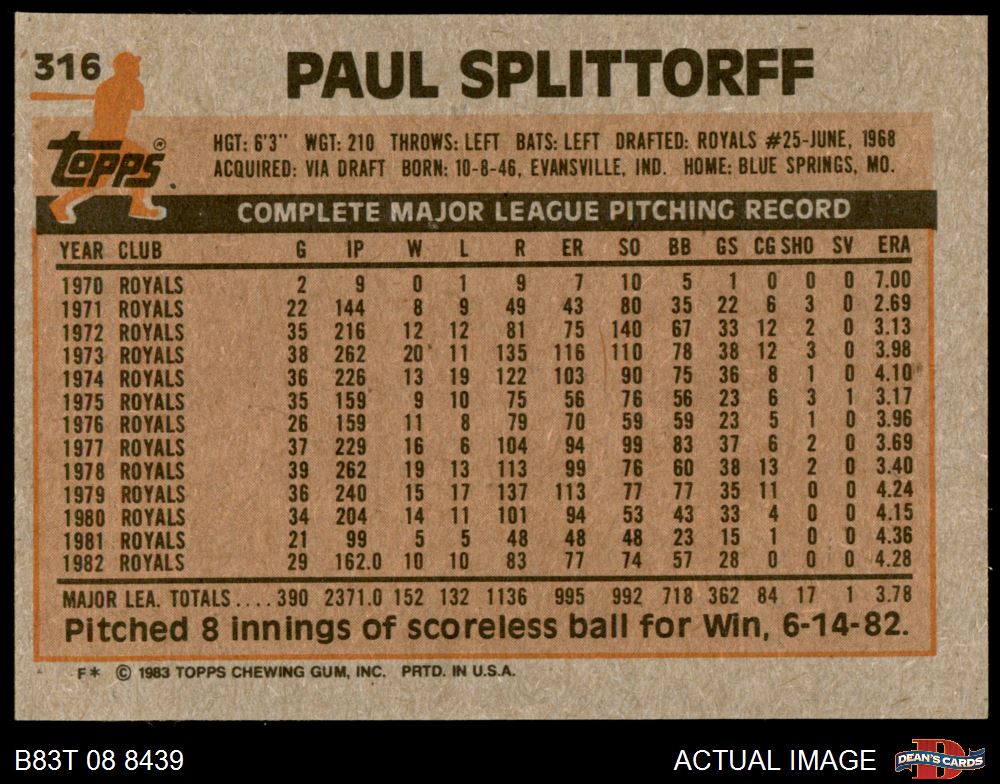 316 PAUL SPLITTORFF
topps®
HGT: 6'3" WGT: 210 THROWS: LEFT BATS: LEFT DRAFTED: ROYALS #25-JUNE, 1968
ACQUIRED: VIA DRAFT BORN: 10-8-46, EVANSVILLE, IND. HOME: BLUE SPRINGS, MO.
COMPLETE MAJOR LEAGUE PITCHING RECORD
YEAR CLUB G IP W L R ER SO BB GS CG SHO SV ERA
1970 ROYALS 2 9 0 1 9 7 10 5 1 0 0 0 7.00
1971 ROYALS 22 144 8 9 49 43 80 35 22 6 3 0 2.69
1972 ROYALS 35 216 12 12 81 75 140 67 33 12 2 0 3.13
1973 ROYALS 38 262 20 11 135 116 110 78 38 12 3 0 3.98
1974 ROYALS 36 226 13 19 122 103 90 75 36 8 1 0 4.10
1975 ROYALS 35 159 9 10 75 56 76 56 23 6 3 1 3.17
1976 ROYALS 26 159 11 8 79 70 59 59 23 5 1 0 3.96
1977 ROYALS 37 229 16 6 104 94 99 83 37 6 2 0 3.69
1978 ROYALS 39 262 19 13 113 99 76 60 38 13 2 0 3.40
1979 ROYALS 36 240 15 17 137 113 77 77 35 11 0 0 4.24
1980 ROYALS 34 204 14 11 101 94 53 43 33 4 0 0 4.15
1981 ROYALS 21 99 5 5 48 48 48 23 15 1 0 0 4.36
1982 ROYALS 29 162.0 10 10 83 77 74 57 28 0 0 0 4.28
MAJOR LEA. TOTALS .... 390 2371.0 152 132 1136 995 992 718 362 84 17 1 3.78
Pitched 8 innings of scoreless ball for Win, 6-14-82.
F* © 1983 TOPPS CHEWING GUM, INC. PRTD. IN U.S.A.
B83T 08 8439 ACTUAL IMAGE
D
DEAN'S CARDS